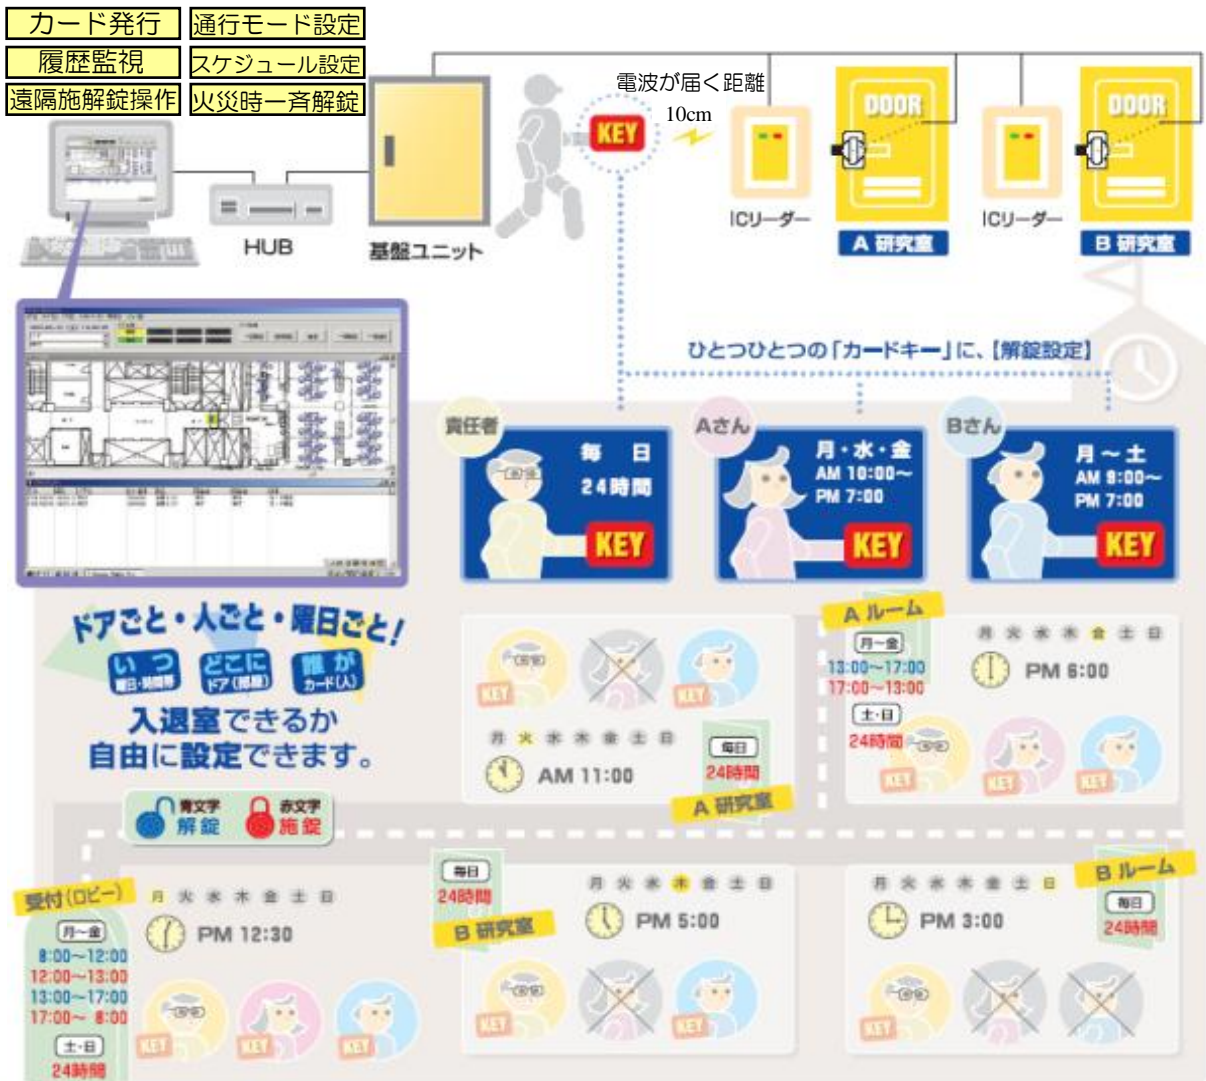 カード発行
通行モード設定
履歴監視
スケジュール設定
遠隔施解錠操作
火災時一斉解錠
電波が届く距離
10cm
KEY
DOOR
DOOR
HUB
基盤ユニット
ICリーダー
A 研究室
ICリーダー
B 研究室
ひとつひとつの「カードキー」に、【解錠設定】
責任者
毎 日
24時間
KEY
Aさん
月・水・金
AM 10:00～
PM 7:00
KEY
Bさん
月～土
AM 9:00～
PM 7:00
KEY
ドアごと・人ごと・曜日ごと!
いつ
曜日・時間帯
どこに
ドア(部屋)
誰が
カード(人)
入退室できるか
自由に設定できます。
青文字
解錠
赤文字
施錠
KEY
KEY
月 火 水 木 金 土 日
AM 11:00
毎日
24時間
A 研究室
A ルーム
月～金
13:00～17:00
17:00～13:00
土・日
24時間
月 火 水 木 金 土 日
PM 6:00
KEY
KEY
KEY
受付(ロビー)
月～金
8:00～12:00
12:00～13:00
13:00～17:00
17:00～ 8:00
土・日
24時間
月 火 水 木 金 土 日
PM 12:30
KEY
KEY
KEY
毎日
24時間
B 研究室
月 火 水 木 金 土 日
PM 5:00
KEY
KEY
月 火 水 木 金 土 日
PM 3:00
B ルーム
毎日
24時間
KEY